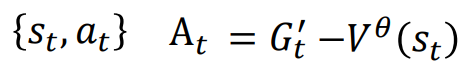 {s_t, a_t} A_t = G'_t − V^θ(s_t)